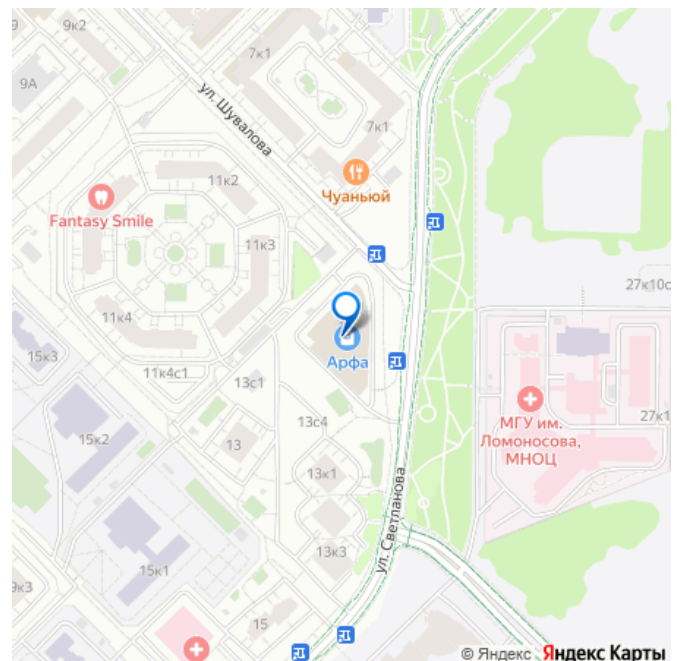 9к2
7к1
9А
ул. Шувалова
7к1
11к2
Чуаньюй
Fantasy Smile
11к3
27к10с
11к4
Арфа
15к3
11к4с1
13с1
27к1
МГУ им.
Ломоносова,
МНОЦ
13с4
15к2
13
13к1
ул. Светланова
13к3
15к1
9к3
15
© Яндекс Яндекс Карты